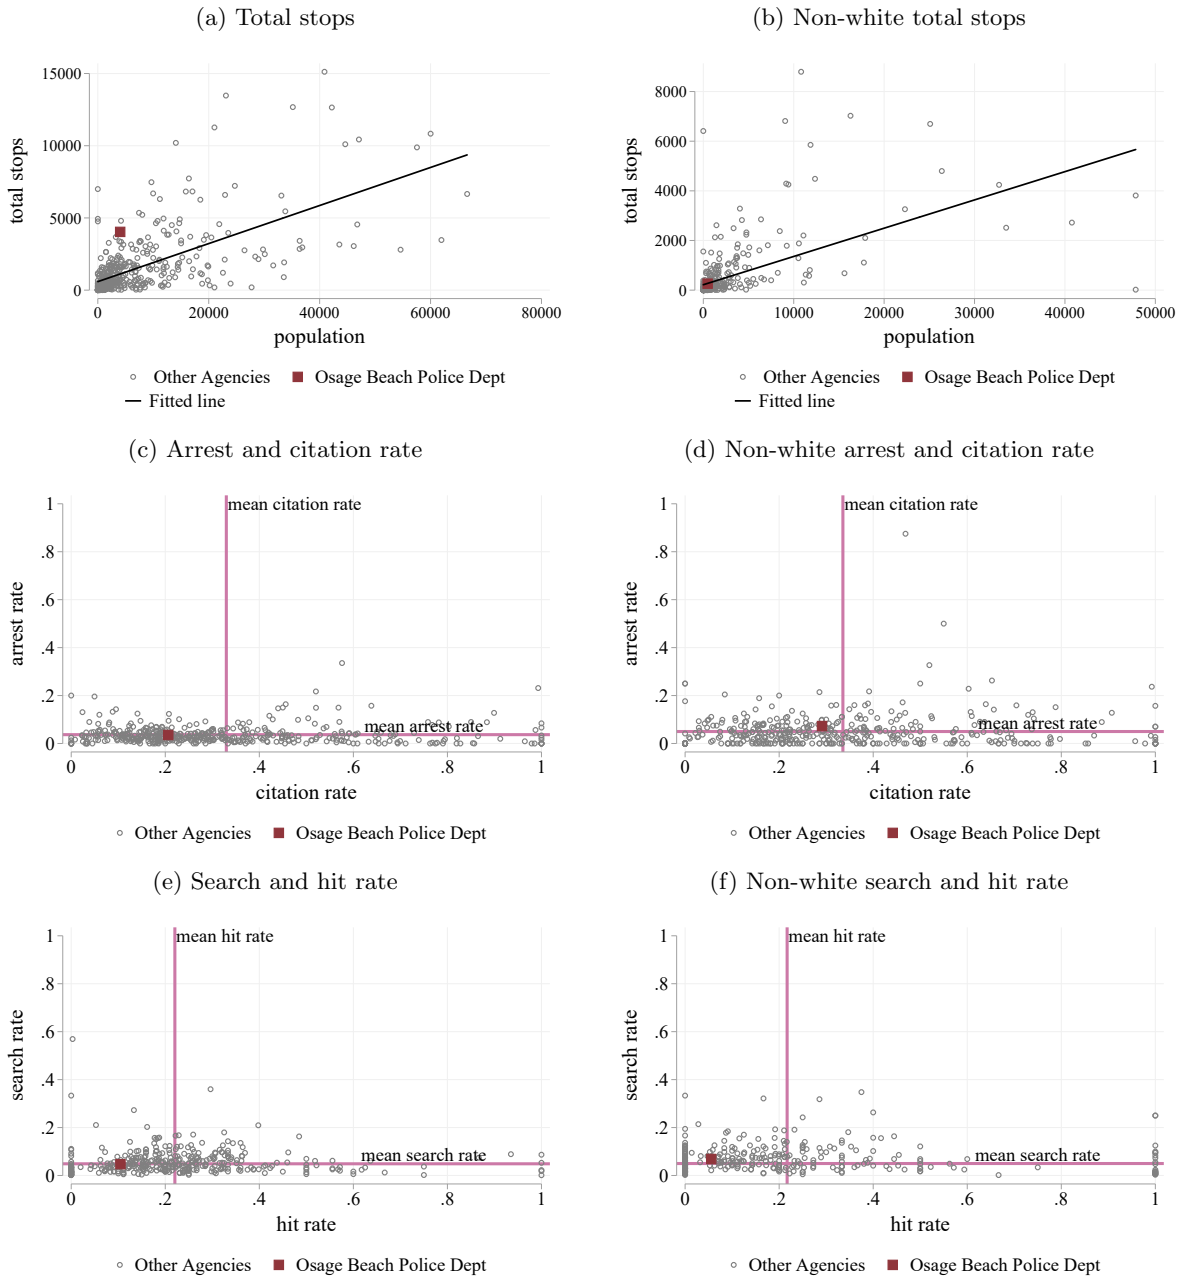 (a) Total stops
(b) Non-white total stops
total stops
15000
10000
5000
0
0 20000 40000 60000 80000
population
Other Agencies Osage Beach Police Dept
Fitted line
total stops
8000
6000
4000
2000
0
0 10000 20000 30000 40000 50000
population
Other Agencies Osage Beach Police Dept
Fitted line
(c) Arrest and citation rate
(d) Non-white arrest and citation rate
arrest rate
1
.8
.6
.4
.2
0
mean citation rate
mean arrest rate
0 .2 .4 .6 .8 1
citation rate
Other Agencies Osage Beach Police Dept
arrest rate
1
.8
.6
.4
.2
0
mean citation rate
mean arrest rate
0 .2 .4 .6 .8 1
citation rate
Other Agencies Osage Beach Police Dept
(e) Search and hit rate
(f) Non-white search and hit rate
search rate
1
.8
.6
.4
.2
0
mean hit rate
mean search rate
0 .2 .4 .6 .8 1
hit rate
Other Agencies Osage Beach Police Dept
search rate
1
.8
.6
.4
.2
0
mean hit rate
mean search rate
0 .2 .4 .6 .8 1
hit rate
Other Agencies Osage Beach Police Dept